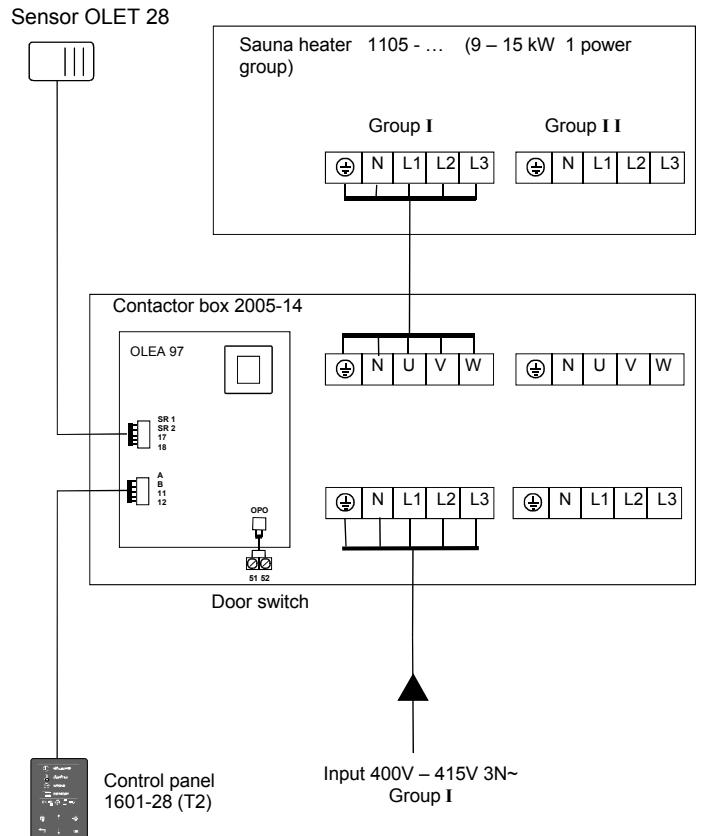 Sensor OLET 28
Sauna heater 1105 - … (9 – 15 kW 1 power
group)
Group I
Group I I
N L1 L2 L3
N L1 L2 L3
Contactor box 2005-14
OLEA 97
N U V W
N U V W
SR 1
SR 2
17
18
A
B
11
12
OPO
N L1 L2 L3
N L1 L2 L3
51 52
Door switch
Control panel
1601-28 (T2)
Input 400V – 415V 3N~
Group I